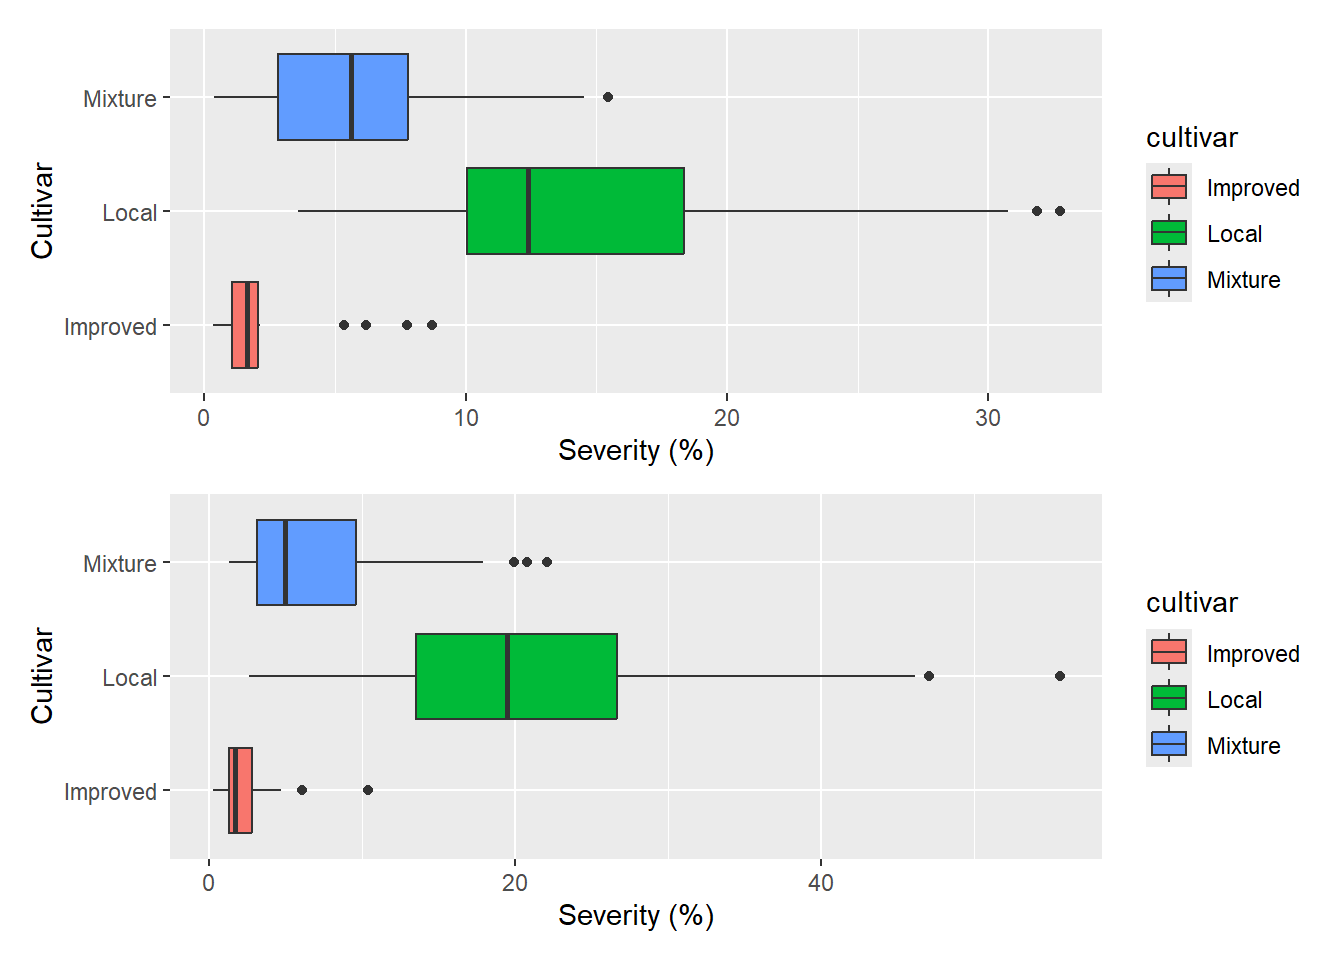 Cultivar
Mixture
Local
Improved
0 10 20 30
Severity (%)
cultivar
Improved
Local
Mixture
Cultivar
Mixture
Local
Improved
0 20 40
Severity (%)
cultivar
Improved
Local
Mixture